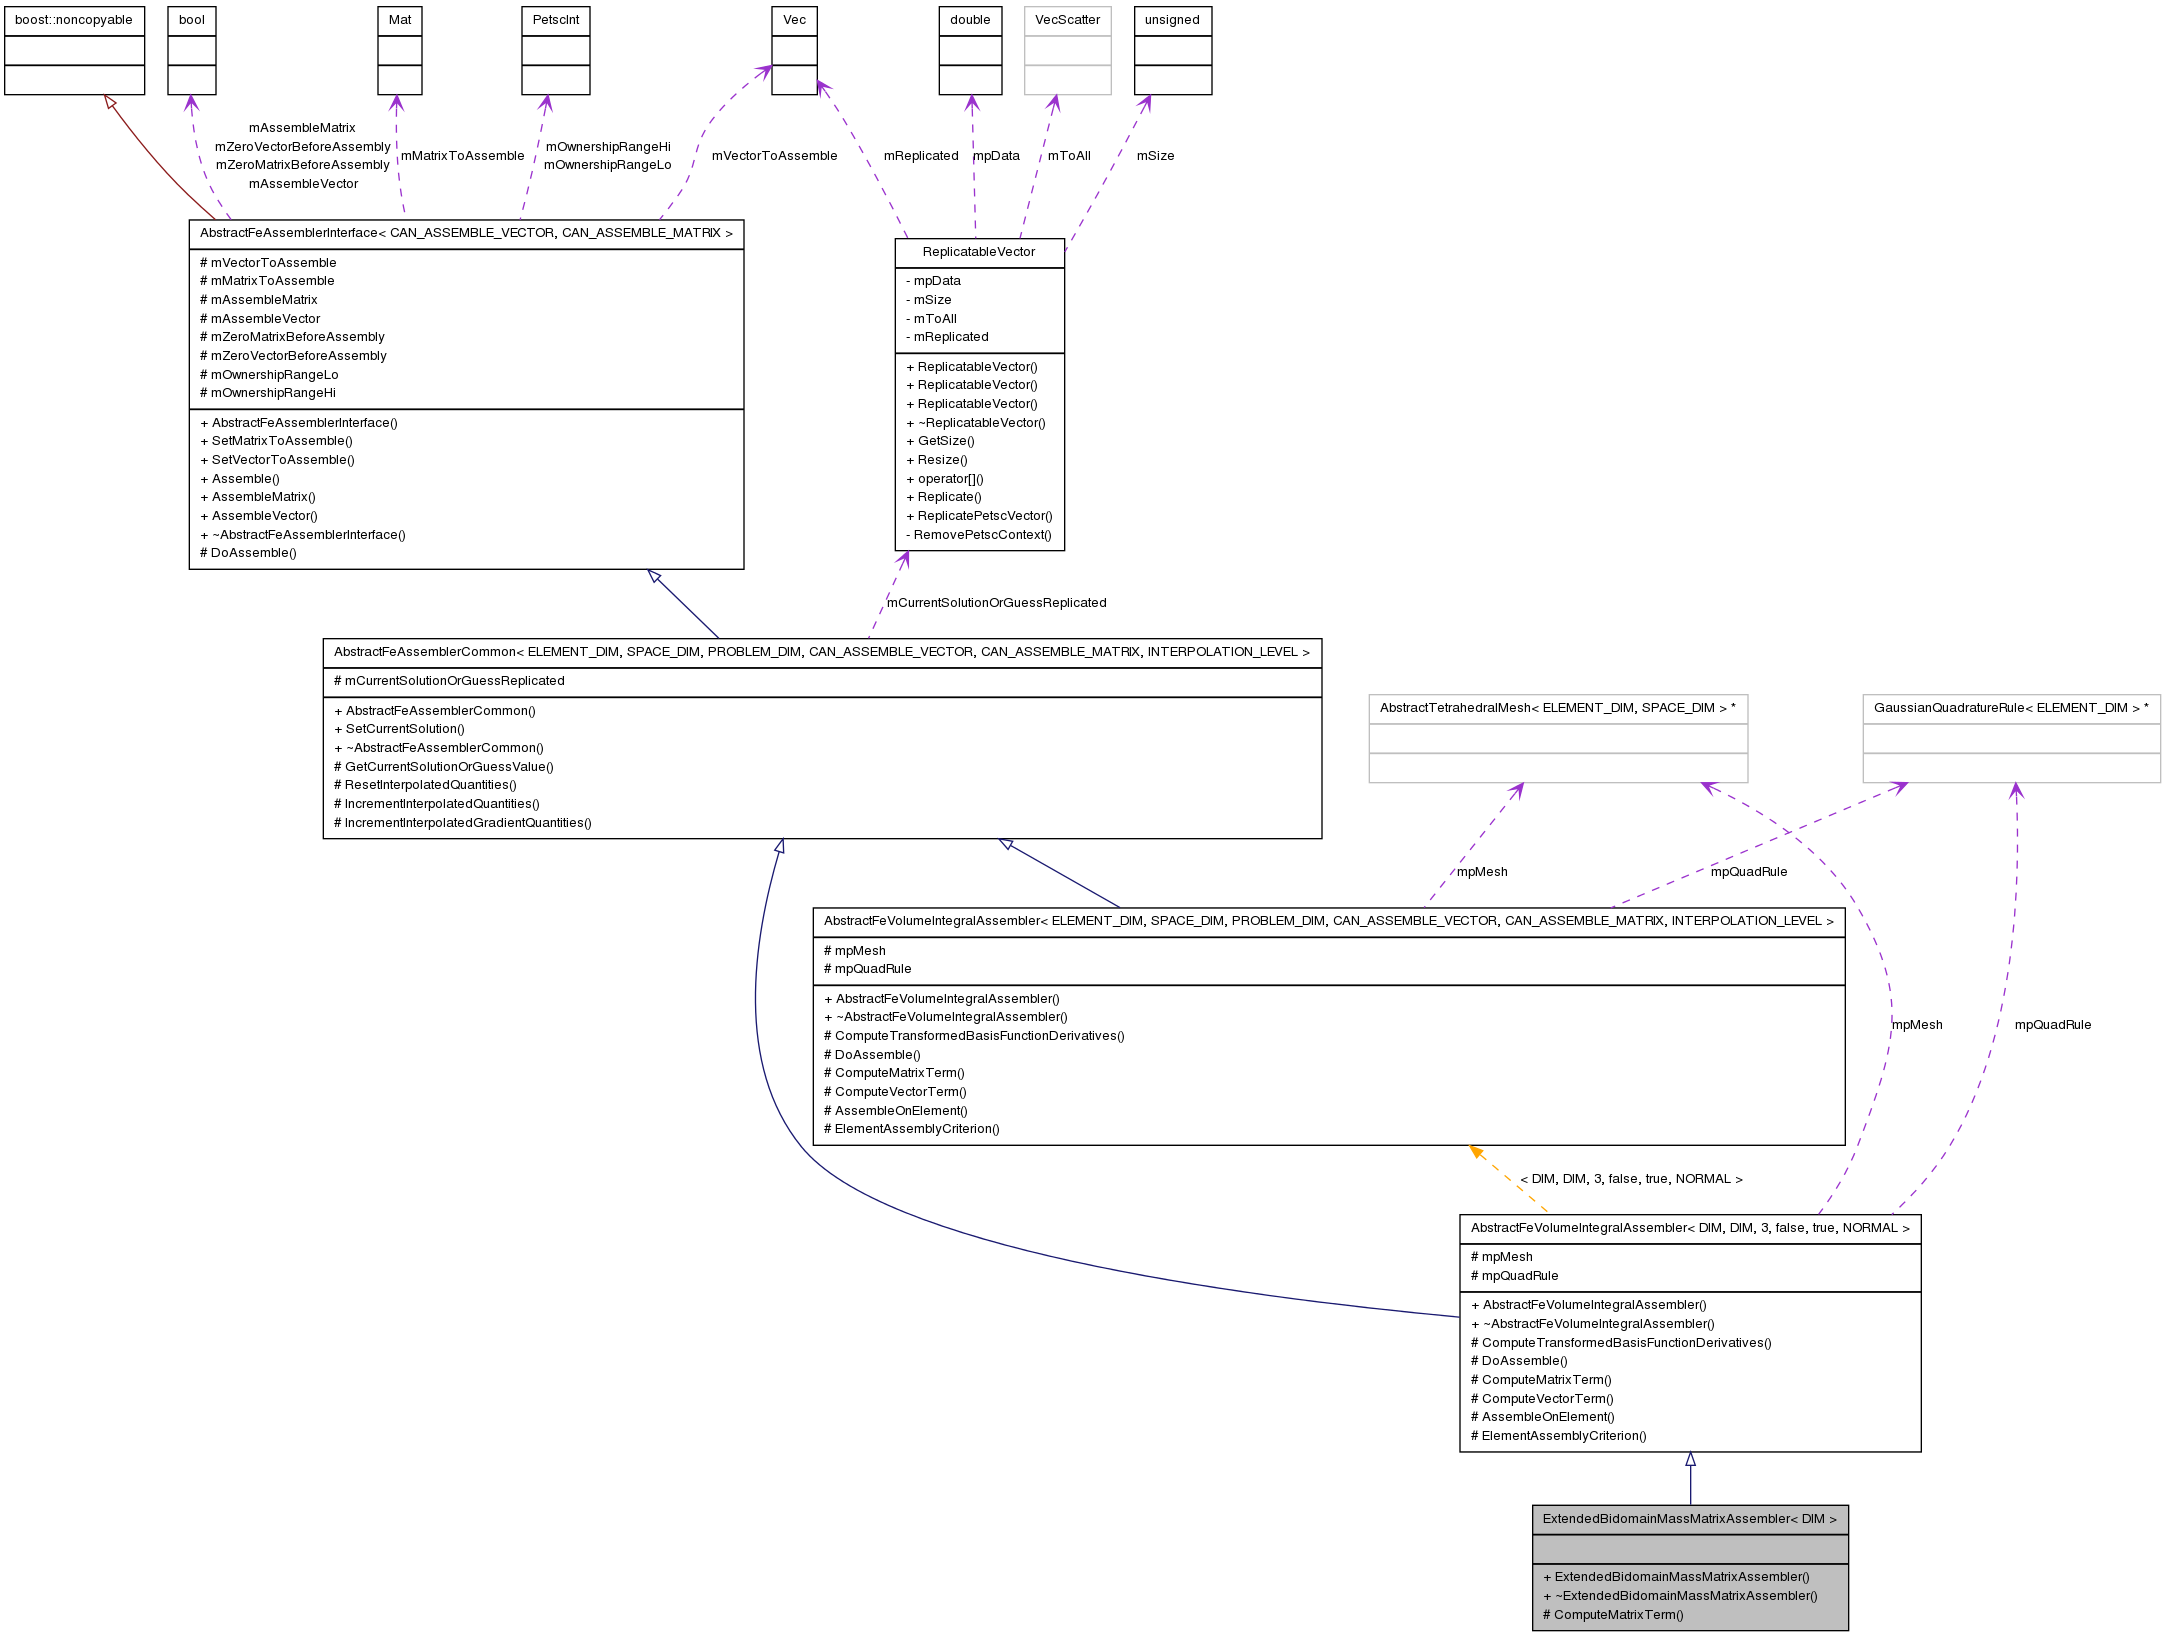 boost::noncopyable
bool
Mat
PetscInt
Vec
double
VecScatter
unsigned
mAssembleMatrix
mZeroVectorBeforeAssembly
mZeroMatrixBeforeAssembly
mAssembleVector
mMatrixToAssemble
mOwnershipRangeHi
mOwnershipRangeLo
mVectorToAssemble
mReplicated
mpData
mToAll
mSize
AbstractFeAssemblerInterface< CAN_ASSEMBLE_VECTOR, CAN_ASSEMBLE_MATRIX >
# mVectorToAssemble
# mMatrixToAssemble
# mAssembleMatrix
# mAssembleVector
# mZeroMatrixBeforeAssembly
# mZeroVectorBeforeAssembly
# mOwnershipRangeLo
# mOwnershipRangeHi
+ AbstractFeAssemblerInterface()
+ SetMatrixToAssemble()
+ SetVectorToAssemble()
+ Assemble()
+ AssembleMatrix()
+ AssembleVector()
+ ~AbstractFeAssemblerInterface()
# DoAssemble()
ReplicatableVector
- mpData
- mSize
- mToAll
- mReplicated
+ ReplicatableVector()
+ ReplicatableVector()
+ ReplicatableVector()
+ ~ReplicatableVector()
+ GetSize()
+ Resize()
+ operator[]()
+ Replicate()
+ ReplicatePetscVector()
- RemovePetscContext()
mCurrentSolutionOrGuessReplicated
AbstractFeAssemblerCommon< ELEMENT_DIM, SPACE_DIM, PROBLEM_DIM, CAN_ASSEMBLE_VECTOR, CAN_ASSEMBLE_MATRIX, INTERPOLATION_LEVEL >
# mCurrentSolutionOrGuessReplicated
+ AbstractFeAssemblerCommon()
+ SetCurrentSolution()
+ ~AbstractFeAssemblerCommon()
# GetCurrentSolutionOrGuessValue()
# ResetInterpolatedQuantities()
# IncrementInterpolatedQuantities()
# IncrementInterpolatedGradientQuantities()
AbstractTetrahedralMesh< ELEMENT_DIM, SPACE_DIM > *
GaussianQuadratureRule< ELEMENT_DIM > *
mpMesh
mpQuadRule
AbstractFeVolumeIntegralAssembler< ELEMENT_DIM, SPACE_DIM, PROBLEM_DIM, CAN_ASSEMBLE_VECTOR, CAN_ASSEMBLE_MATRIX, INTERPOLATION_LEVEL >
# mpMesh
# mpQuadRule
+ AbstractFeVolumeIntegralAssembler()
+ ~AbstractFeVolumeIntegralAssembler()
# ComputeTransformedBasisFunctionDerivatives()
# DoAssemble()
# ComputeMatrixTerm()
# ComputeVectorTerm()
# AssembleOnElement()
# ElementAssemblyCriterion()
mpMesh
mpQuadRule
< DIM, DIM, 3, false, true, NORMAL >
AbstractFeVolumeIntegralAssembler< DIM, DIM, 3, false, true, NORMAL >
# mpMesh
# mpQuadRule
+ AbstractFeVolumeIntegralAssembler()
+ ~AbstractFeVolumeIntegralAssembler()
# ComputeTransformedBasisFunctionDerivatives()
# DoAssemble()
# ComputeMatrixTerm()
# ComputeVectorTerm()
# AssembleOnElement()
# ElementAssemblyCriterion()
ExtendedBidomainMassMatrixAssembler< DIM >
+ ExtendedBidomainMassMatrixAssembler()
+ ~ExtendedBidomainMassMatrixAssembler()
# ComputeMatrixTerm()